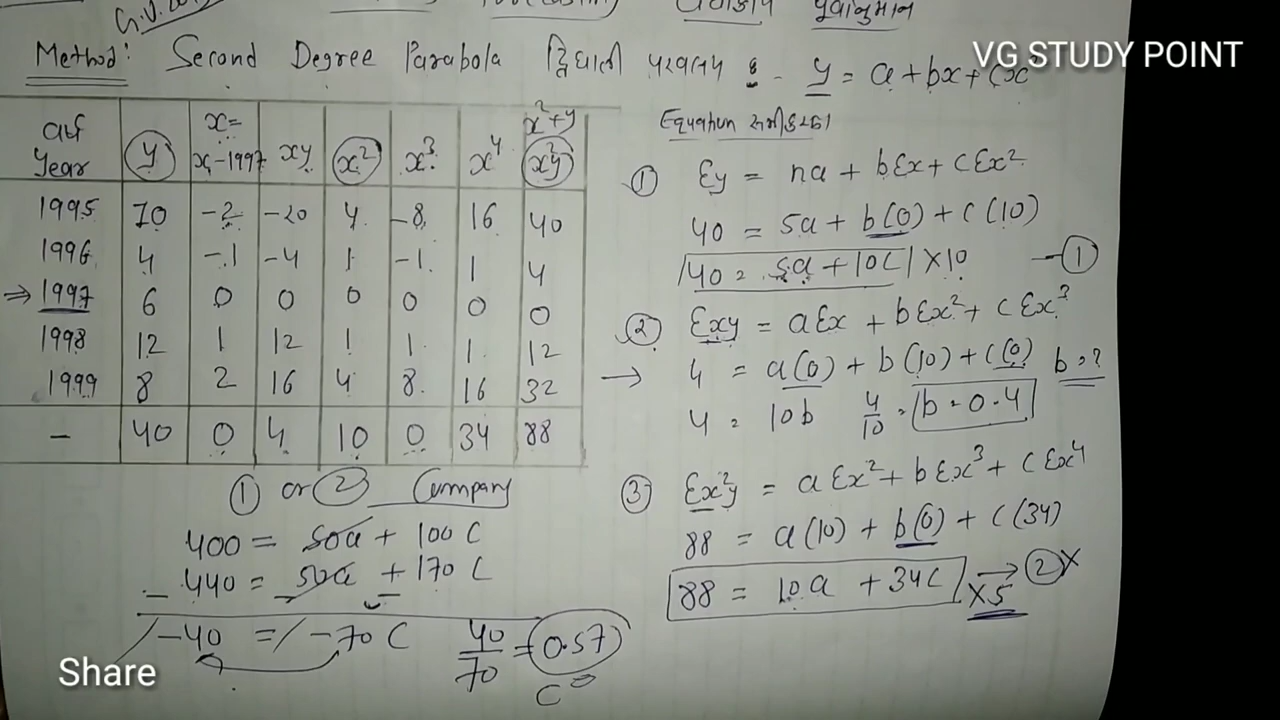 VG STUDY POINT
Method: Second Degree Parabola द्विघाती परवलय :- y = a + bx + cx²
वर्ष Year | y | x = x-1997 | xy | x² | x³ | x⁴ | x²+y x²y
1995 | 10 | -2 | -20 | 4 | -8 | 16 | 40
1996 | 4 | -1 | -4 | 1 | -1 | 1 | 4
⇒ 1997 | 6 | 0 | 0 | 0 | 0 | 0 | 0
1998 | 12 | 1 | 12 | 1 | 1 | 1 | 12
1999 | 8 | 2 | 16 | 4 | 8 | 16 | 32
- | 40 | 0 | 4 | 10 | 0 | 34 | 88
① or ② Company
400 = 50a + 100C
- 440 = 50a + 170C
-40 = -70C 40/70 = 0.57
C
Equation समीकरण
① Σy = na + bΣx + cΣx²
40 = 5a + b(0) + c(10)
40 = 5a + 10C ×10 - ①
② Σxy = aΣx + bΣx² + cΣx³
→ 4 = a(0) + b(10) + c(0) b = ?
4 = 10b 4/10 = b = 0.4
③ Σx²y = aΣx² + bΣx³ + cΣx⁴
88 = a(10) + b(0) + c(34)
88 = 10a + 34C → ② ×
×5
Share